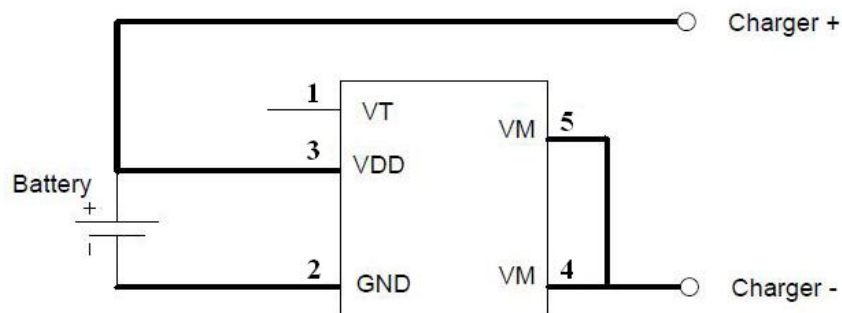 Charger +
1
VT
VM
5
3
VDD
Battery
+
-
2
GND
VM
4
Charger -